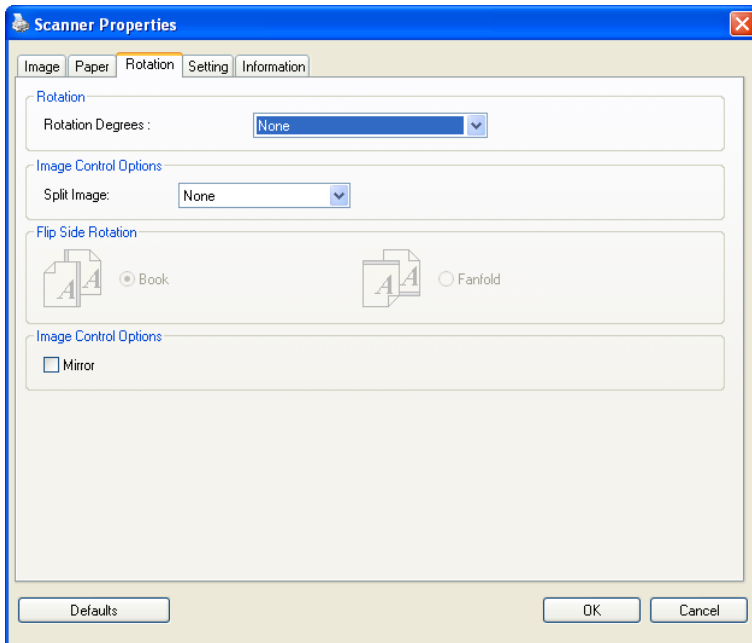 Scanner Properties
Image Paper Rotation Setting Information
Rotation
Rotation Degrees : None
Image Control Options
Split Image: None
Flip Side Rotation
A A Book A A Fanfold
Image Control Options
Mirror
Defaults OK Cancel